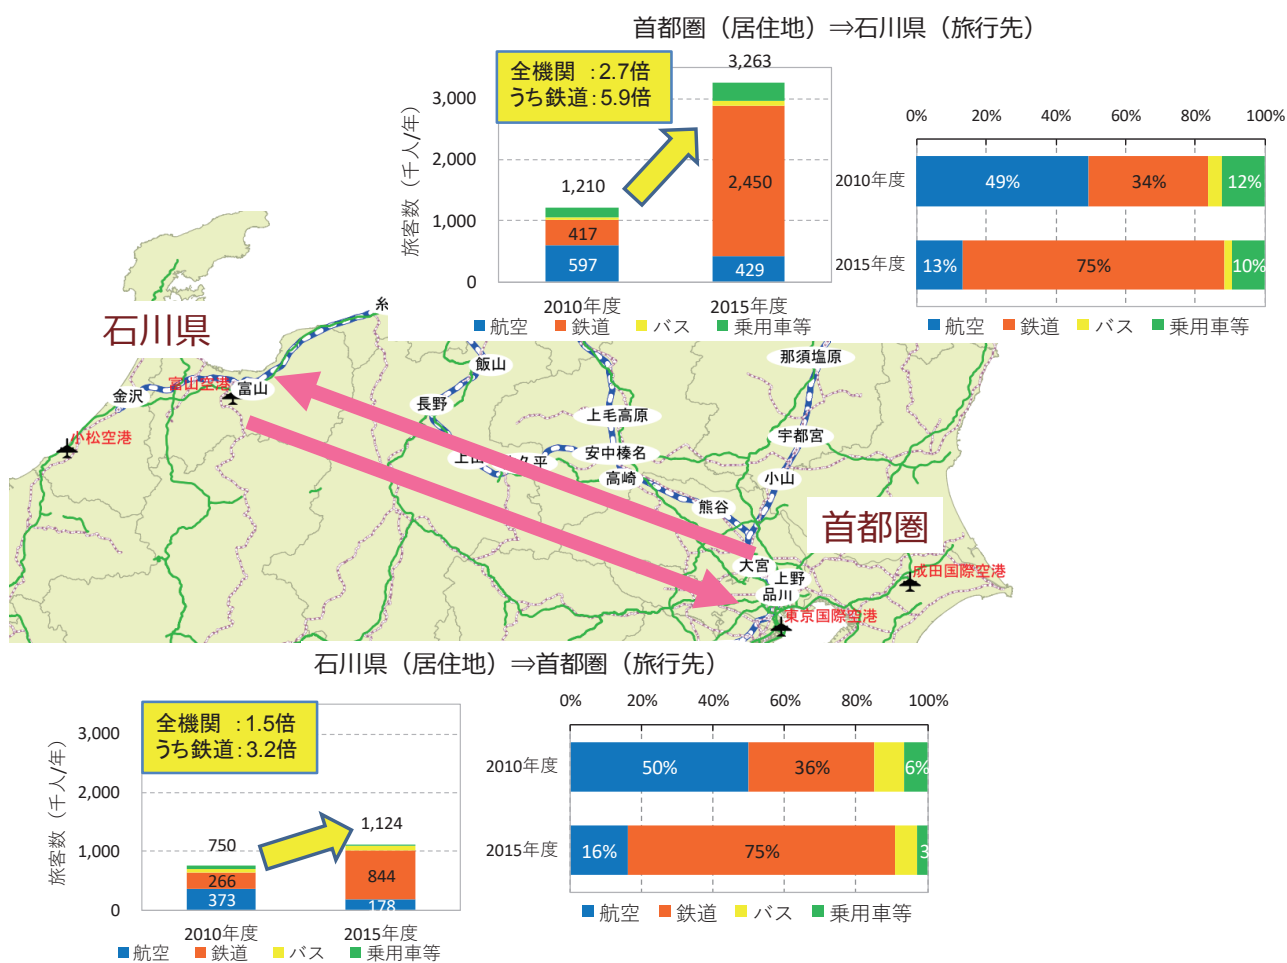 首都圏（居住地）⇒石川県（旅行先）
全機関 ：2.7倍
うち鉄道：5.9倍
旅客数（千人/年）
3,000
2,000
1,000
0
1,210
417
597
3,263
2,450
429
2010年度
2015年度
航空 鉄道 バス 乗用車等
0% 20% 40% 60% 80% 100%
2010年度
49% 34% 12%
2015年度
13% 75% 10%
航空 鉄道 バス 乗用車等
石川県
糸
金沢
富山空港
富山
小松空港
飯山
長野
上田
久平
上毛高原
安中榛名
高崎
熊谷
那須塩原
宇都宮
小山
首都圏
大宮
上野
品川
成田国際空港
東京国際空港
石川県（居住地）⇒首都圏（旅行先）
全機関 ：1.5倍
うち鉄道：3.2倍
旅客数（千人/年）
3,000
2,000
1,000
0
750
266
373
1,124
844
178
2010年度
2015年度
航空 鉄道 バス 乗用車等
0% 20% 40% 60% 80% 100%
2010年度
50% 36% 6%
2015年度
16% 75% 3
航空 鉄道 バス 乗用車等